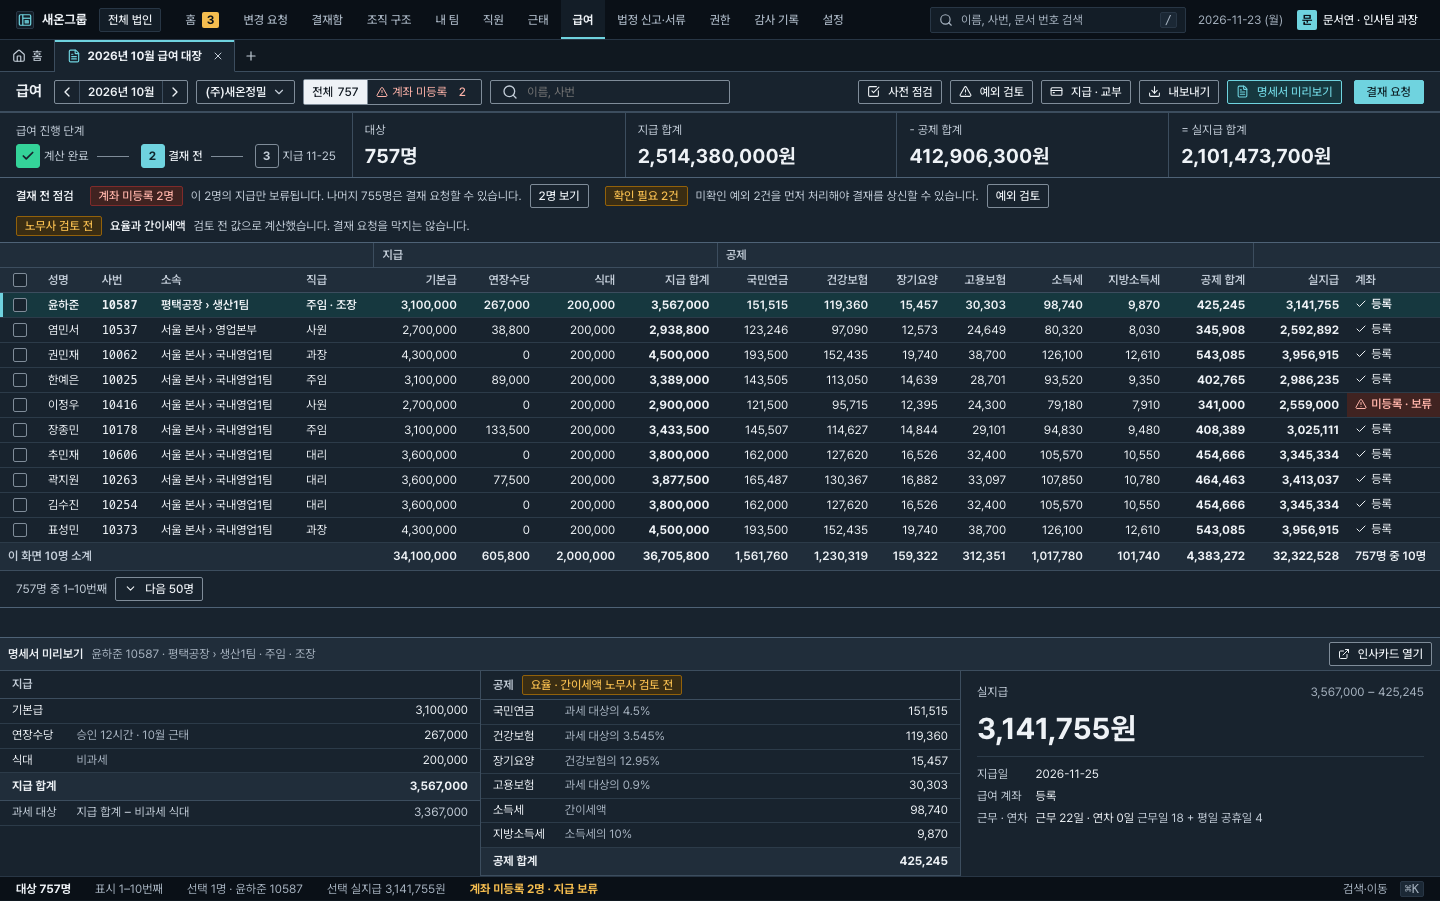 새온그룹 전체 법인 홈 3 변경 요청 결재함 조직 구조 내 팀 직원 근태 급여 법정 신고·서류 권한 감사 기록 설정 이름, 사번, 문서 번호 검색 / 2026-11-23 (월) 문 문서연 · 인사팀 과장
홈 2026년 10월 급여 대장
급여 2026년 10월 (주)새온정밀 전체 757 계좌 미등록 2 이름, 사번 사전 점검 예외 검토 지급 · 교부 내보내기 명세서 미리보기 결재 요청
급여 진행 단계 대상 지급 합계 - 공제 합계 = 실지급 합계
계산 완료 2 결재 전 3 지급 11-25 757명 2,514,380,000원 412,906,300원 2,101,473,700원
결재 전 점검 계좌 미등록 2명 이 2명의 지급만 보류됩니다. 나머지 755명은 결재 요청할 수 있습니다. 2명 보기 확인 필요 2건 미확인 예외 2건을 먼저 처리해야 결재를 상신할 수 있습니다. 예외 검토
노무사 검토 전 요율과 간이세액 검토 전 값으로 계산했습니다. 결재 요청을 막지는 않습니다.
지급 공제
성명 사번 소속 직급 기본급 연장수당 식대 지급 합계 국민연금 건강보험 장기요양 고용보험 소득세 지방소득세 공제 합계 실지급 계좌
윤하준 10587 평택공장 › 생산1팀 주임 · 조장 3,100,000 267,000 200,000 3,567,000 151,515 119,360 15,457 30,303 98,740 9,870 425,245 3,141,755 등록
염민서 10537 서울 본사 › 영업본부 사원 2,700,000 38,800 200,000 2,938,800 123,246 97,090 12,573 24,649 80,320 8,030 345,908 2,592,892 등록
권민재 10062 서울 본사 › 국내영업1팀 과장 4,300,000 0 200,000 4,500,000 193,500 152,435 19,740 38,700 126,100 12,610 543,085 3,956,915 등록
한예은 10025 서울 본사 › 국내영업1팀 주임 3,100,000 89,000 200,000 3,389,000 143,505 113,050 14,639 28,701 93,520 9,350 402,765 2,986,235 등록
이정우 10416 서울 본사 › 국내영업1팀 사원 2,700,000 0 200,000 2,900,000 121,500 95,715 12,395 24,300 79,180 7,910 341,000 2,559,000 미등록 · 보류
장종민 10178 서울 본사 › 국내영업1팀 주임 3,100,000 133,500 200,000 3,433,500 145,507 114,627 14,844 29,101 94,830 9,480 408,389 3,025,111 등록
추민재 10606 서울 본사 › 국내영업1팀 대리 3,600,000 0 200,000 3,800,000 162,000 127,620 16,526 32,400 105,570 10,550 454,666 3,345,334 등록
곽지원 10263 서울 본사 › 국내영업1팀 대리 3,600,000 77,500 200,000 3,877,500 165,487 130,367 16,882 33,097 107,850 10,780 464,463 3,413,037 등록
김수진 10254 서울 본사 › 국내영업1팀 대리 3,600,000 0 200,000 3,800,000 162,000 127,620 16,526 32,400 105,570 10,550 454,666 3,345,334 등록
표성민 10373 서울 본사 › 국내영업1팀 과장 4,300,000 0 200,000 4,500,000 193,500 152,435 19,740 38,700 126,100 12,610 543,085 3,956,915 등록
이 화면 10명 소계 34,100,000 605,800 2,000,000 36,705,800 1,561,760 1,230,319 159,322 312,351 1,017,780 101,740 4,383,272 32,322,528 757명 중 10명
757명 중 1–10번째 다음 50명
명세서 미리보기 윤하준 10587 · 평택공장 › 생산1팀 · 주임 · 조장 인사카드 열기
지급
기본급 3,100,000
연장수당 승인 12시간 · 10월 근태 267,000
식대 비과세 200,000
지급 합계 3,567,000
과세 대상 지급 합계 − 비과세 식대 3,367,000
공제 요율 · 간이세액 노무사 검토 전
국민연금 과세 대상의 4.5% 151,515
건강보험 과세 대상의 3.545% 119,360
장기요양 건강보험의 12.95% 15,457
고용보험 과세 대상의 0.9% 30,303
소득세 간이세액 98,740
지방소득세 소득세의 10% 9,870
공제 합계 425,245
실지급 3,567,000 − 425,245
3,141,755원
지급일 2026-11-25
급여 계좌 등록
근무 · 연차 근무 22일 · 연차 0일 근무일 18 + 평일 공휴일 4
대상 757명 표시 1–10번째 선택 1명 · 윤하준 10587 선택 실지급 3,141,755원 계좌 미등록 2명 · 지급 보류 검색·이동 ⌘K